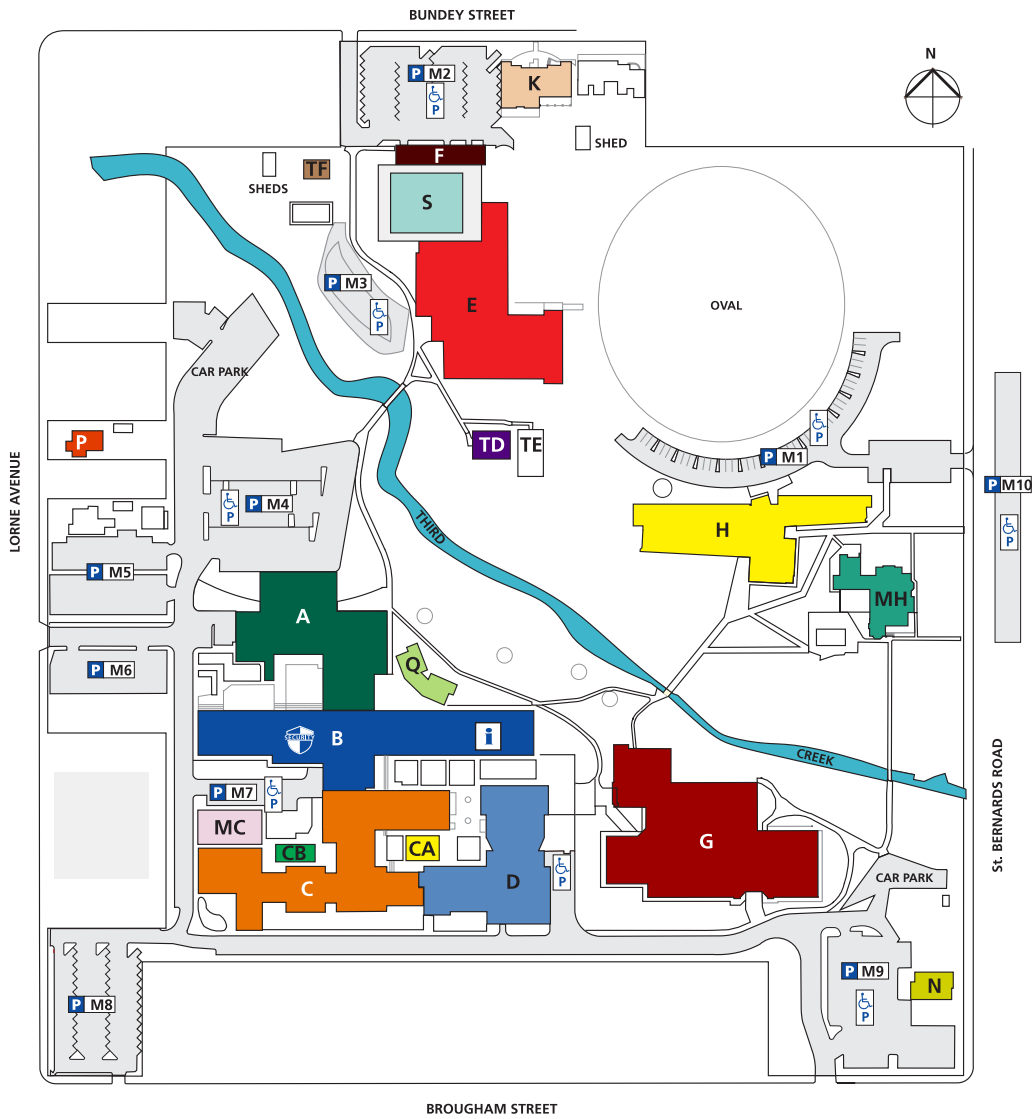 BUNDEY STREET
N
P M2
P
K
SHED
F
TF
SHEDS
S
P M3
P
E
OVAL
CAR PARK
P
TD
TE
P
P M1
LORNE AVENUE
P M10
P
P M4
P
THIRD
H
P M5
MH
A
Q
P M6
SECURITY
B
i
CREEK
St. BERNARDS ROAD
P M7
P
MC
CB
CA
G
C
D
P
CAR PARK
P M9
P
N
P M8
BROUGHAM STREET